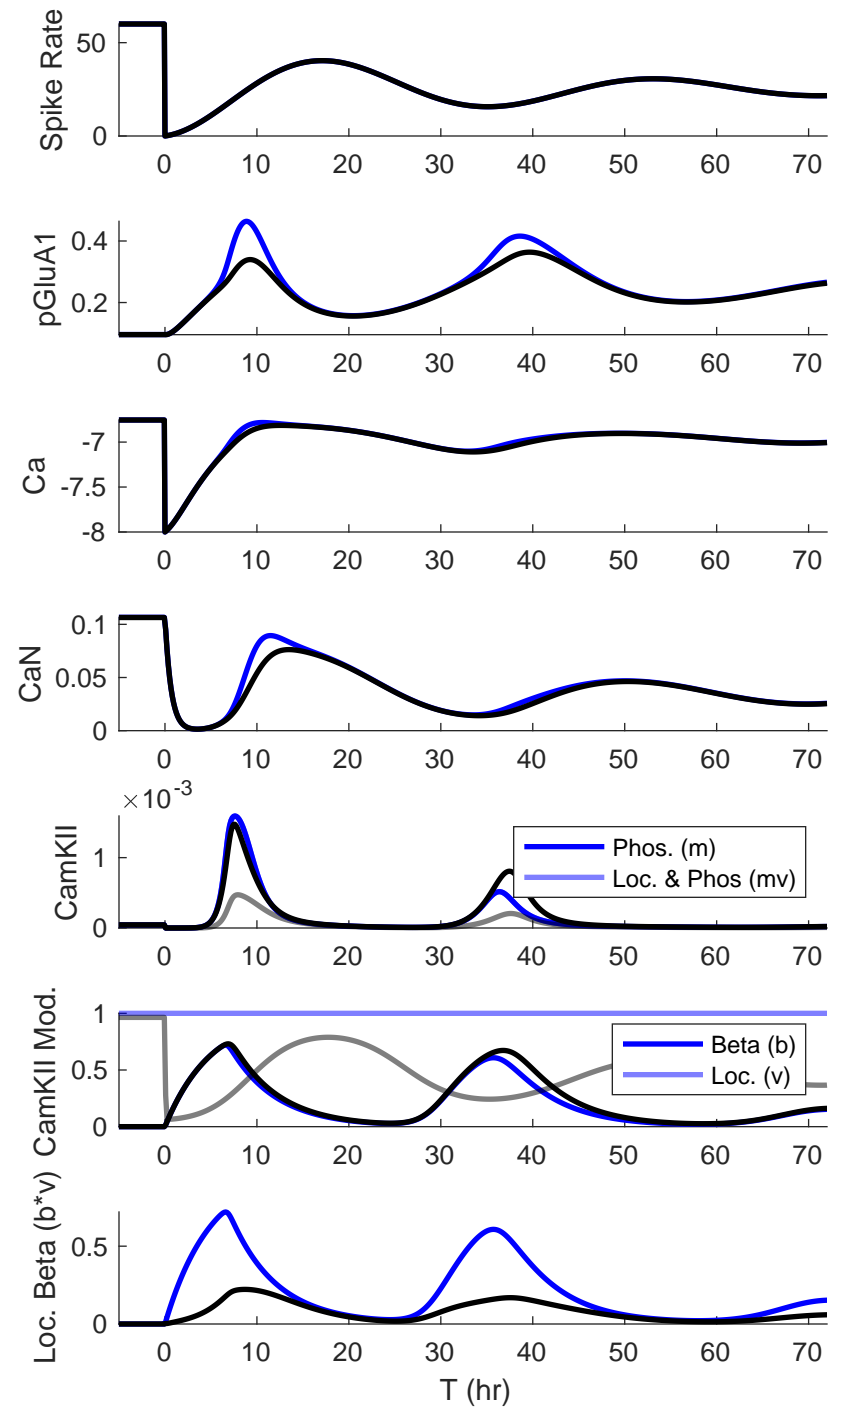 Spike Rate
50
0
0 10 20 30 40 50 60 70
pGluA1
0.4
0.2
0 10 20 30 40 50 60 70
Ca
-7
-7.5
-8
0 10 20 30 40 50 60 70
CaN
0.1
0.05
0
0 10 20 30 40 50 60 70
×10-3
CamKII
1
0
Phos. (m)
Loc. & Phos (mv)
0 10 20 30 40 50 60 70
CamKII Mod.
1
0.5
0
Beta (b)
Loc. (v)
0 10 20 30 40 50 60 70
Loc. Beta (b*v)
0.5
0
0 10 20 30 40 50 60 70
T (hr)